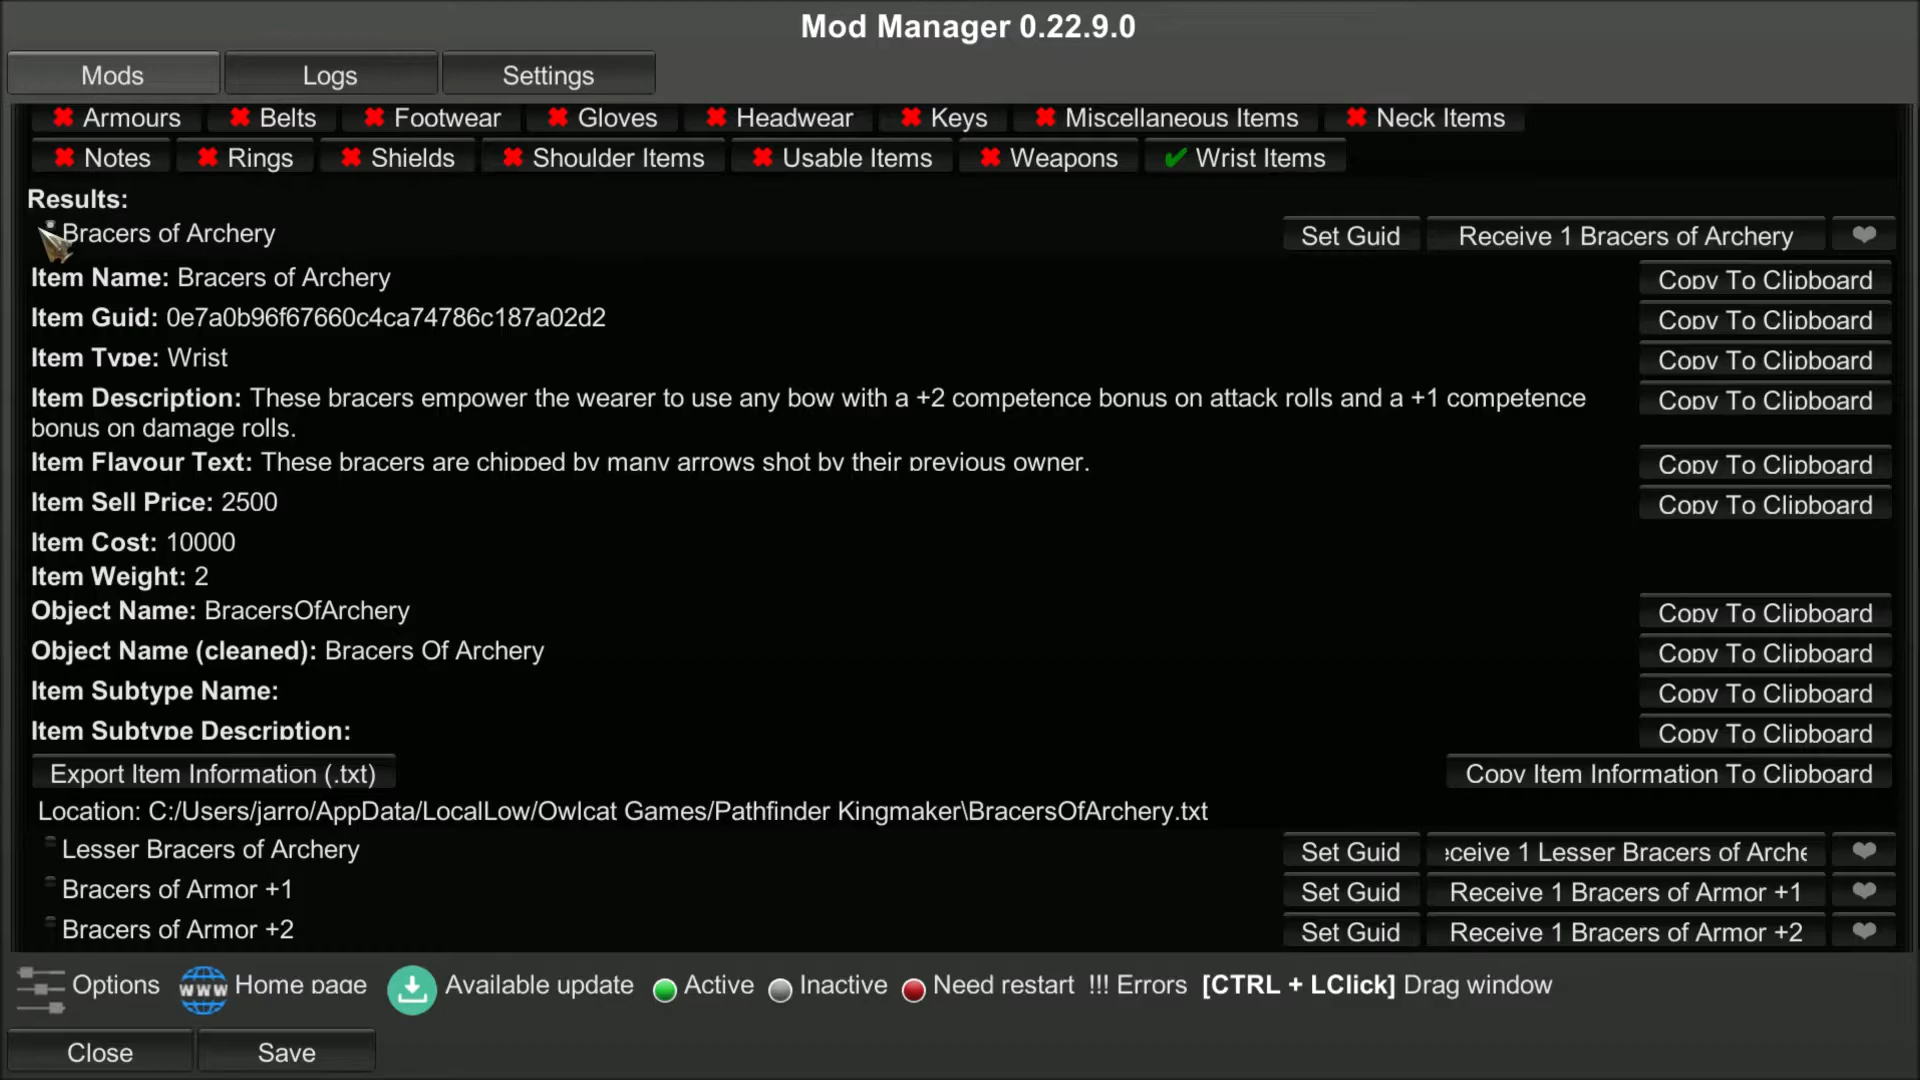 Mod Manager 0.22.9.0
Mods Logs Settings
Armours Belts Footwear Gloves Headwear Keys Miscellaneous Items Neck Items
Notes Rings Shields Shoulder Items Usable Items Weapons Wrist Items
Results:
Bracers of Archery Set Guid Receive 1 Bracers of Archery
Item Name: Bracers of Archery Copy To Clipboard
Item Guid: 0e7a0b96f67660c4ca74786c187a02d2 Copy To Clipboard
Item Type: Wrist Copy To Clipboard
Item Description: These bracers empower the wearer to use any bow with a +2 competence bonus on attack rolls and a +1 competence Copy To Clipboard
bonus on damage rolls.
Item Flavour Text: These bracers are chipped by many arrows shot by their previous owner. Copy To Clipboard
Item Sell Price: 2500 Copy To Clipboard
Item Cost: 10000
Item Weight: 2
Object Name: BracersOfArchery Copy To Clipboard
Object Name (cleaned): Bracers Of Archery Copy To Clipboard
Item Subtype Name: Copy To Clipboard
Item Subtype Description: Copy To Clipboard
Export Item Information (.txt) Copy Item Information To Clipboard
Location: C:/Users/jarro/AppData/LocalLow/Owlcat Games/Pathfinder Kingmaker\BracersOfArchery.txt
Lesser Bracers of Archery Set Guid eceive 1 Lesser Bracers of Arche
Bracers of Armor +1 Set Guid Receive 1 Bracers of Armor +1
Bracers of Armor +2 Set Guid Receive 1 Bracers of Armor +2
Options www Home page Available update Active Inactive Need restart !!! Errors [CTRL + LClick] Drag window
Close Save